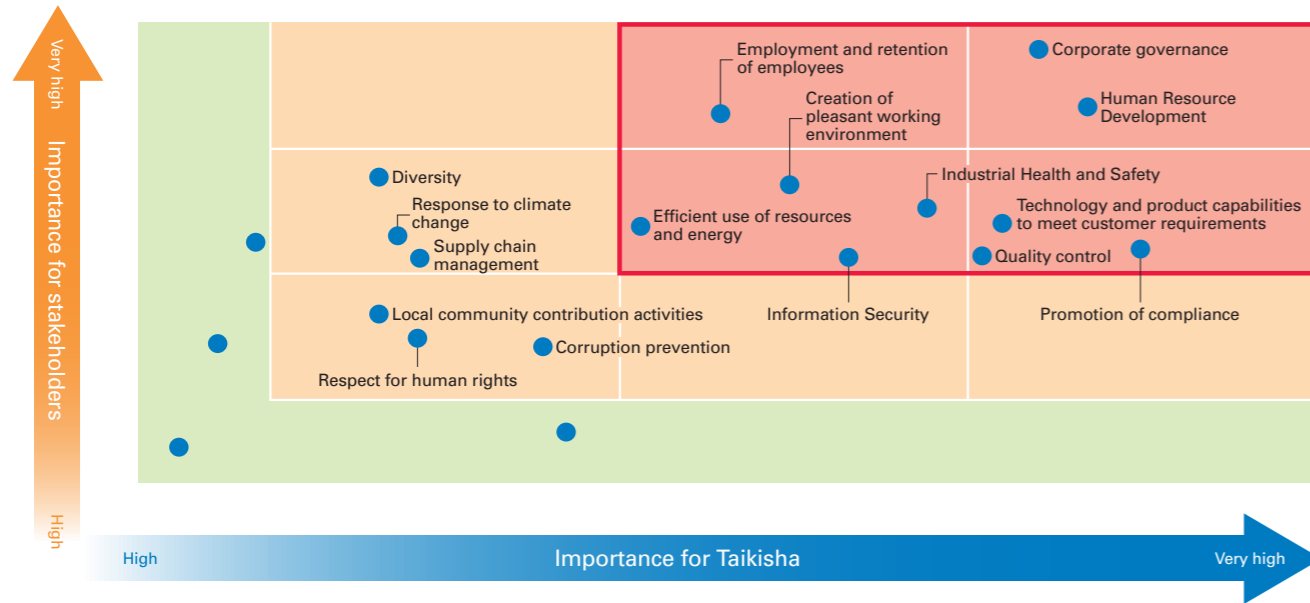 Very high
Importance for stakeholders
High
Employment and retention
of employees
Corporate governance
Creation of
pleasant working
environment
Human Resource
Development
Diversity
Industrial Health and Safety
Response to climate
change
Efficient use of resources
and energy
Technology and product capabilities
to meet customer requirements
Supply chain
management
Quality control
Local community contribution activities
Information Security
Promotion of compliance
Corruption prevention
Respect for human rights
High
Importance for Taikisha
Very high